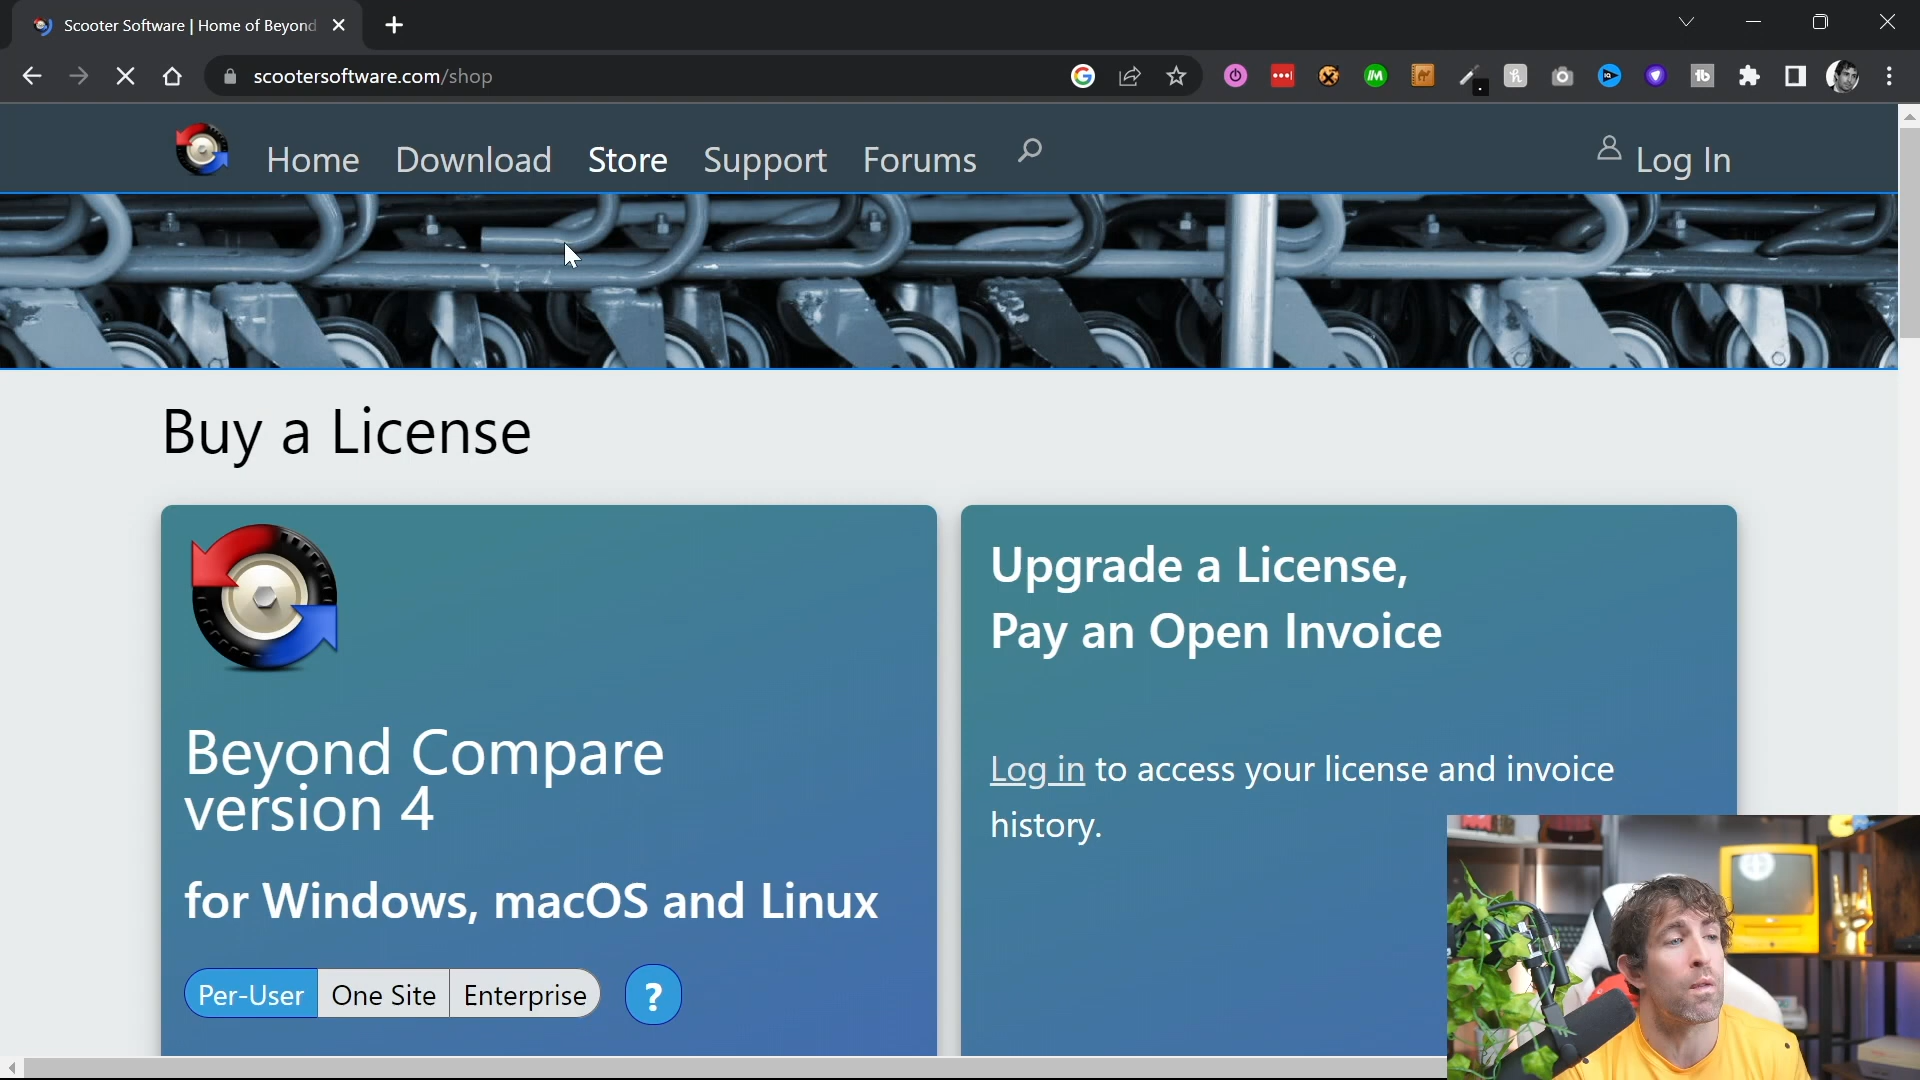 Scooter Software | Home of Beyond
scootersoftware.com/shop
Home Download Store Support Forums Log In
Buy a License
Beyond Compare
version 4
for Windows, macOS and Linux
Per-User One Site Enterprise ?
Upgrade a License,
Pay an Open Invoice
Log in to access your license and invoice
history.